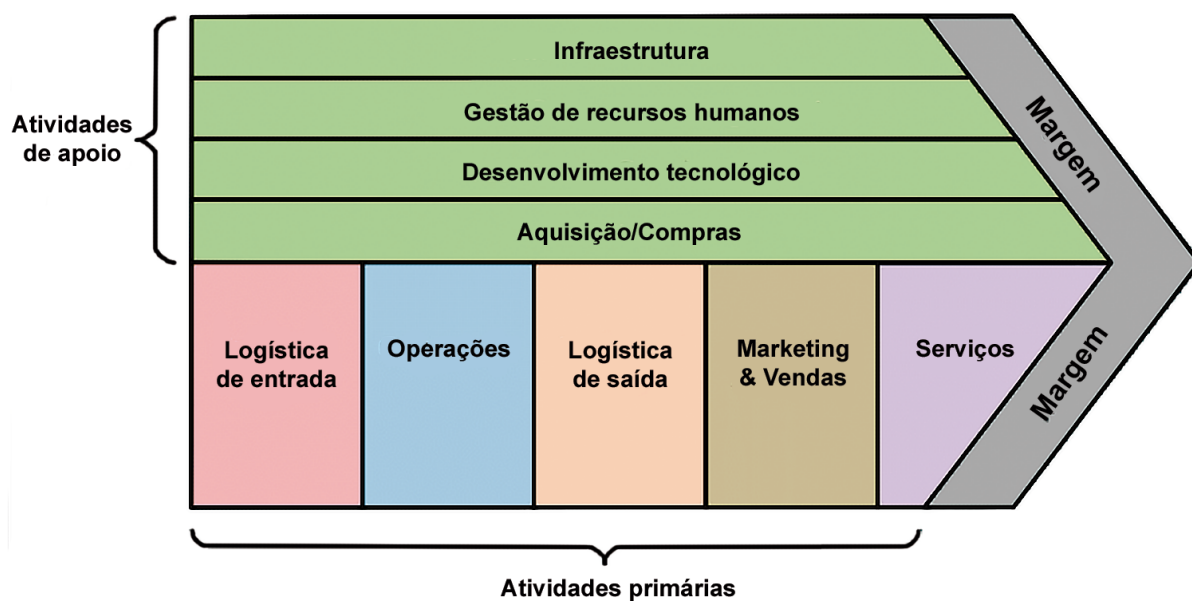 Atividades
de apoio
Infraestrutura
Gestão de recursos humanos
Desenvolvimento tecnológico
Aquisição/Compras
Margem
Logística
de entrada
Operações
Logística
de saída
Marketing
& Vendas
Serviços
Margem
Atividades primárias